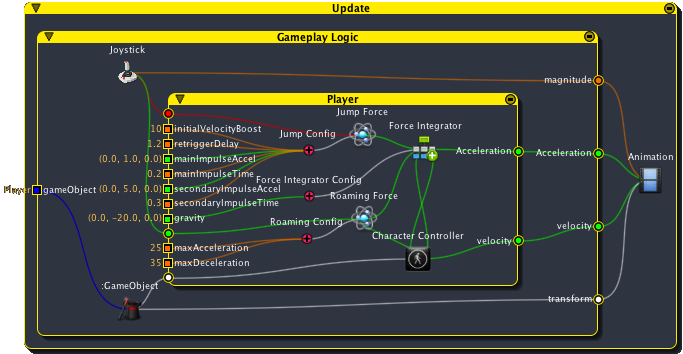 Update
Gameplay Logic
Joystick
magnitude
Player
Jump Force
10 initialVelocityBoost
Force Integrator
Jump Config
1.2 retriggerDelay
(0.0, 1.0, 0.0) mainImpulseAccel
Acceleration
Acceleration
Animation
0.2 mainImpulseTime
Force Integrator Config
Player gameObject
(0.0, 5.0, 0.0) secondaryImpulseAccel
Roaming Force
0.3 secondaryImpulseTime
(0.0, -20.0, 0.0) gravity
Roaming Config
velocity
Character Controller
velocity
25 maxAcceleration
35 maxDeceleration
:GameObject
transform